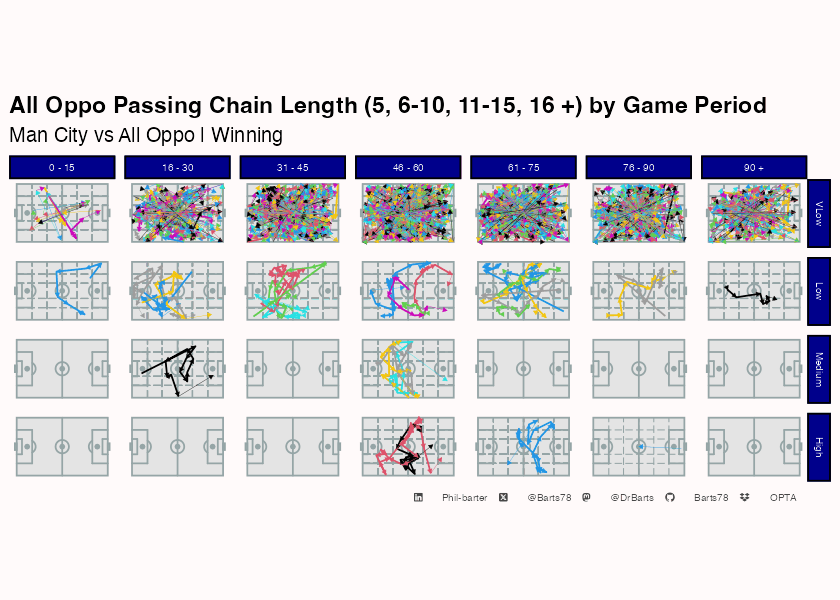 All Oppo Passing Chain Length (5, 6-10, 11-15, 16 +) by Game Period
Man City vs All Oppo | Winning
0 - 15 16 - 30 31 - 45 46 - 60 61 - 75 76 - 90 90 +
V.Low
Low
Medium
High
Phil-barter @Barts78 @DrBarts Barts78 OPTA